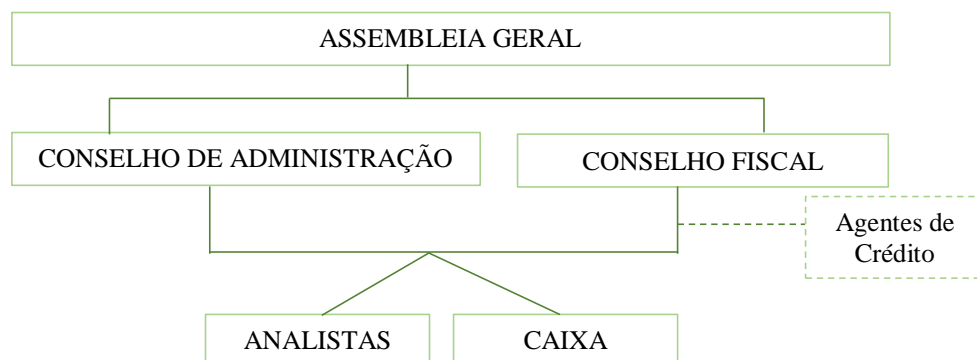 ASSEMBLEIA GERAL
CONSELHO DE ADMINISTRAÇÃO
CONSELHO FISCAL
Agentes de
Crédito
ANALISTAS
CAIXA